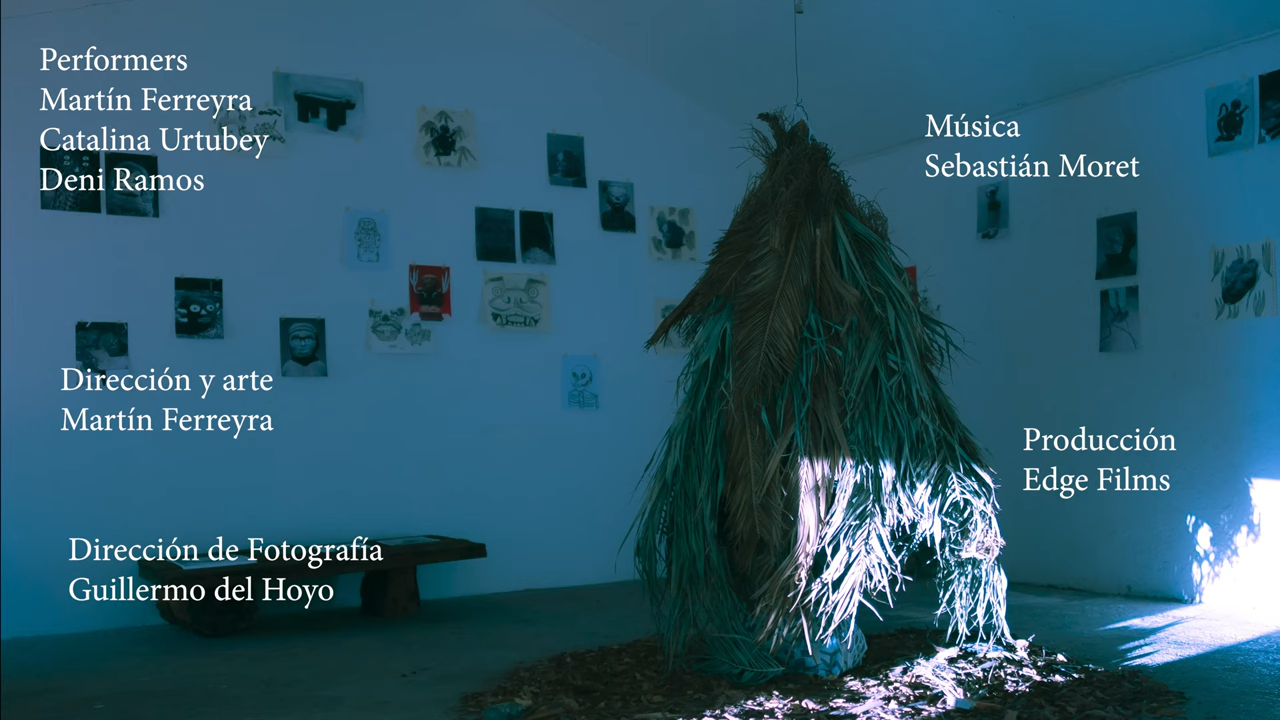 Performers
Martín Ferreyra
Catalina Urtubey
Deni Ramos
Dirección y arte
Martín Ferreyra
Dirección de Fotografía
Guillermo del Hoyo
Música
Sebastián Moret
Producción
Edge Films